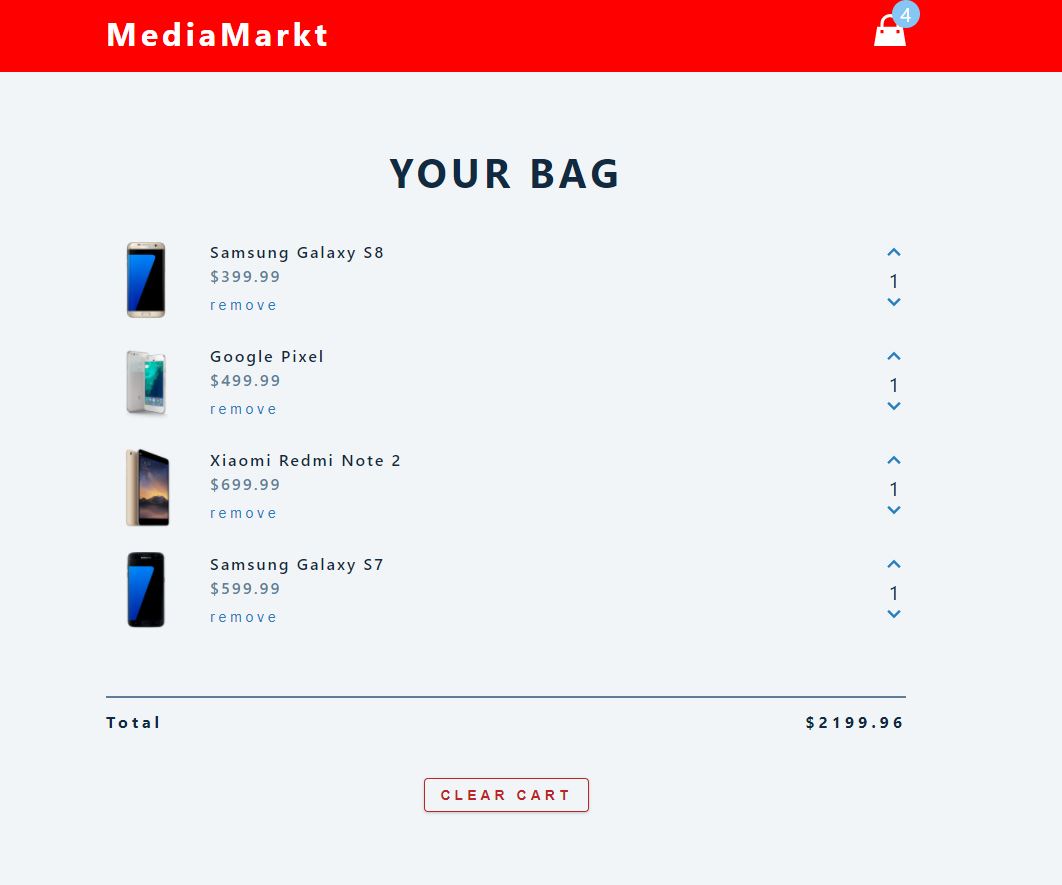 MediaMarkt
4
YOUR BAG
Samsung Galaxy S8
$399.99
remove
1
Google Pixel
$499.99
remove
1
Xiaomi Redmi Note 2
$699.99
remove
1
Samsung Galaxy S7
$599.99
remove
1
Total $2199.96
CLEAR CART